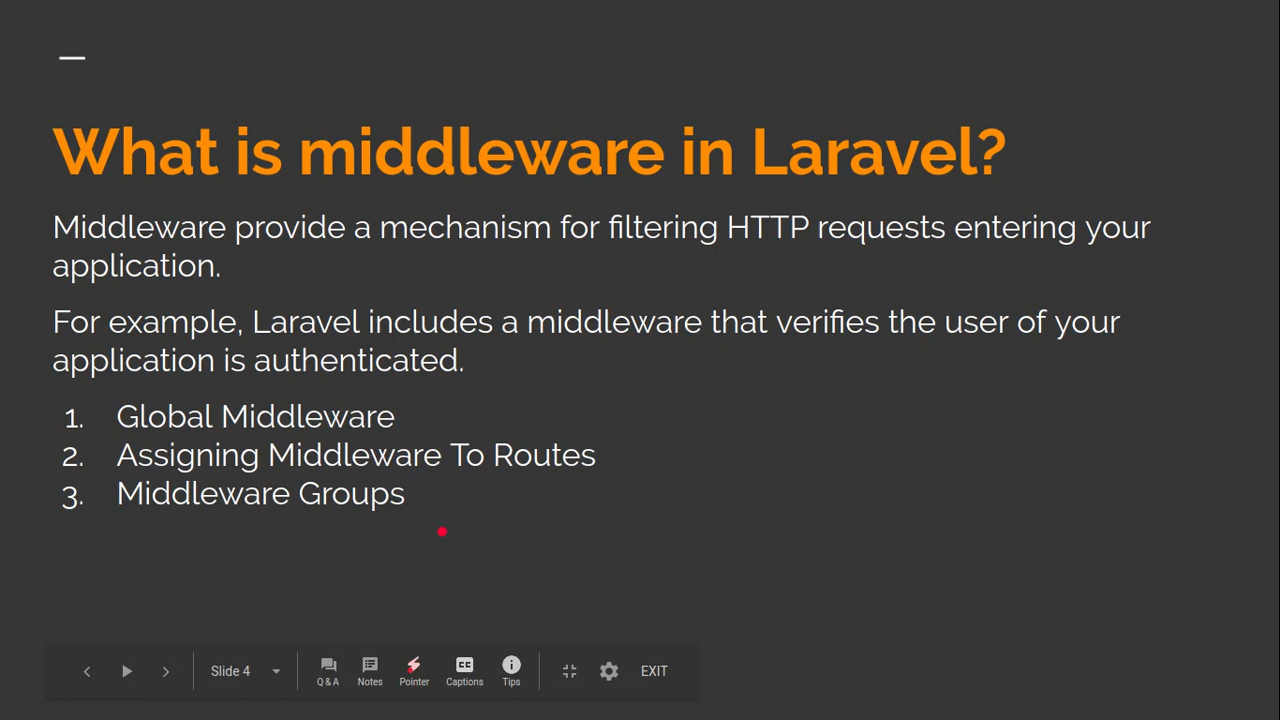 What is middleware in Laravel?
Middleware provide a mechanism for filtering HTTP requests entering your
application.
For example, Laravel includes a middleware that verifies the user of your
application is authenticated.
1. Global Middleware
2. Assigning Middleware To Routes
3. Middleware Groups
Slide 4 Q & A Notes Pointer Captions Tips EXIT